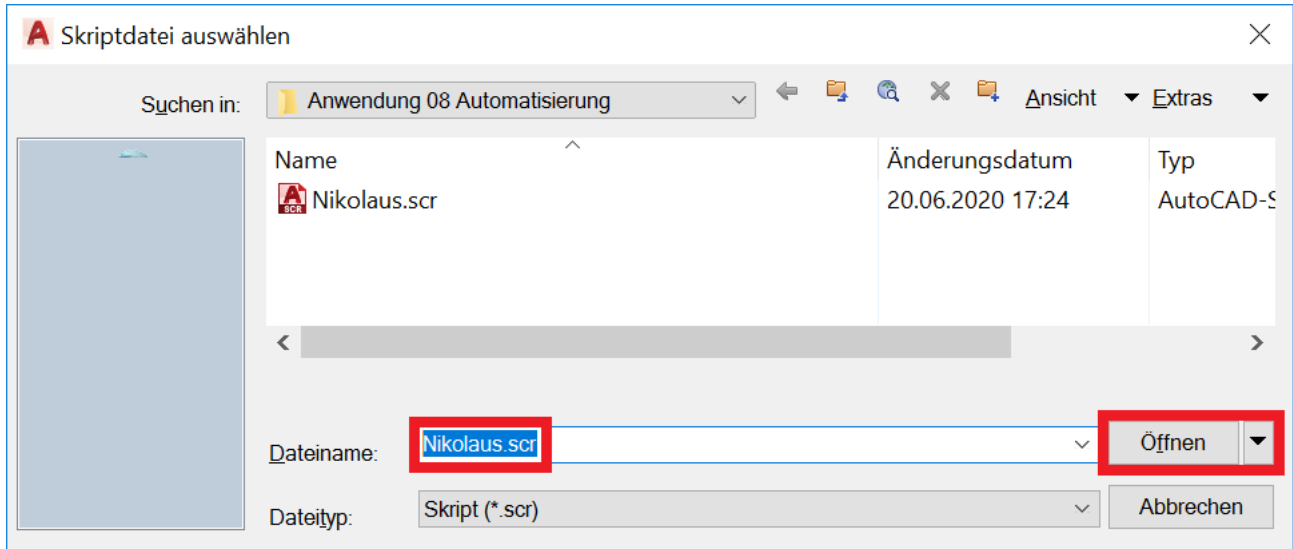 Skriptdatei auswählen
Suchen in: Anwendung 08 Automatisierung Ansicht Extras
Name Änderungsdatum Typ
Nikolaus.scr 20.06.2020 17:24 AutoCAD-S
Dateiname: Nikolaus.scr Öffnen
Dateityp: Skript (*.scr) Abbrechen